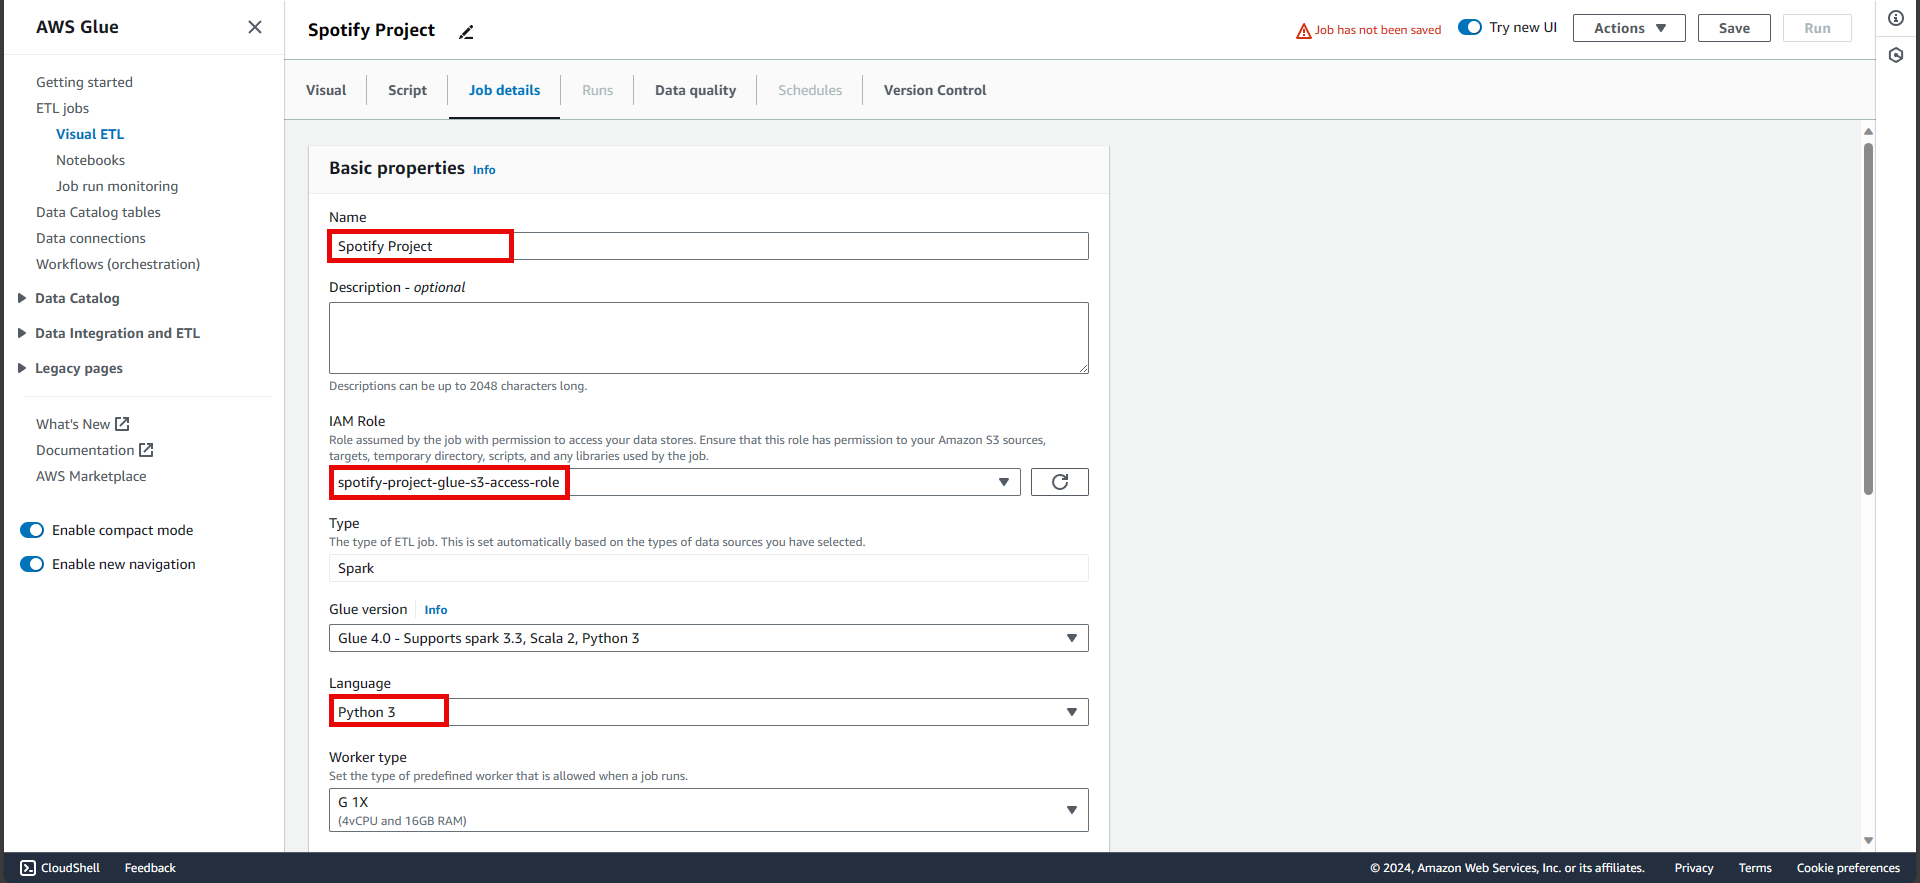 AWS Glue
Getting started
ETL jobs
Visual ETL
Notebooks
Job run monitoring
Data Catalog tables
Data connections
Workflows (orchestration)
Data Catalog
Data Integration and ETL
Legacy pages
What's New
Documentation
AWS Marketplace
Enable compact mode
Enable new navigation
Spotify Project
Job has not been saved
Try new UI
Actions
Save
Run
Visual
Script
Job details
Runs
Data quality
Schedules
Version Control
Basic properties Info
Name
Spotify Project
Description - optional
Descriptions can be up to 2048 characters long.
IAM Role
Role assumed by the job with permission to access your data stores. Ensure that this role has permission to your Amazon S3 sources,
targets, temporary directory, scripts, and any libraries used by the job.
spotify-project-glue-s3-access-role
Type
The type of ETL job. This is set automatically based on the types of data sources you have selected.
Spark
Glue version Info
Glue 4.0 - Supports spark 3.3, Scala 2, Python 3
Language
Python 3
Worker type
Set the type of predefined worker that is allowed when a job runs.
G 1X
(4vCPU and 16GB RAM)
CloudShell
Feedback
© 2024, Amazon Web Services, Inc. or its affiliates.
Privacy
Terms
Cookie preferences